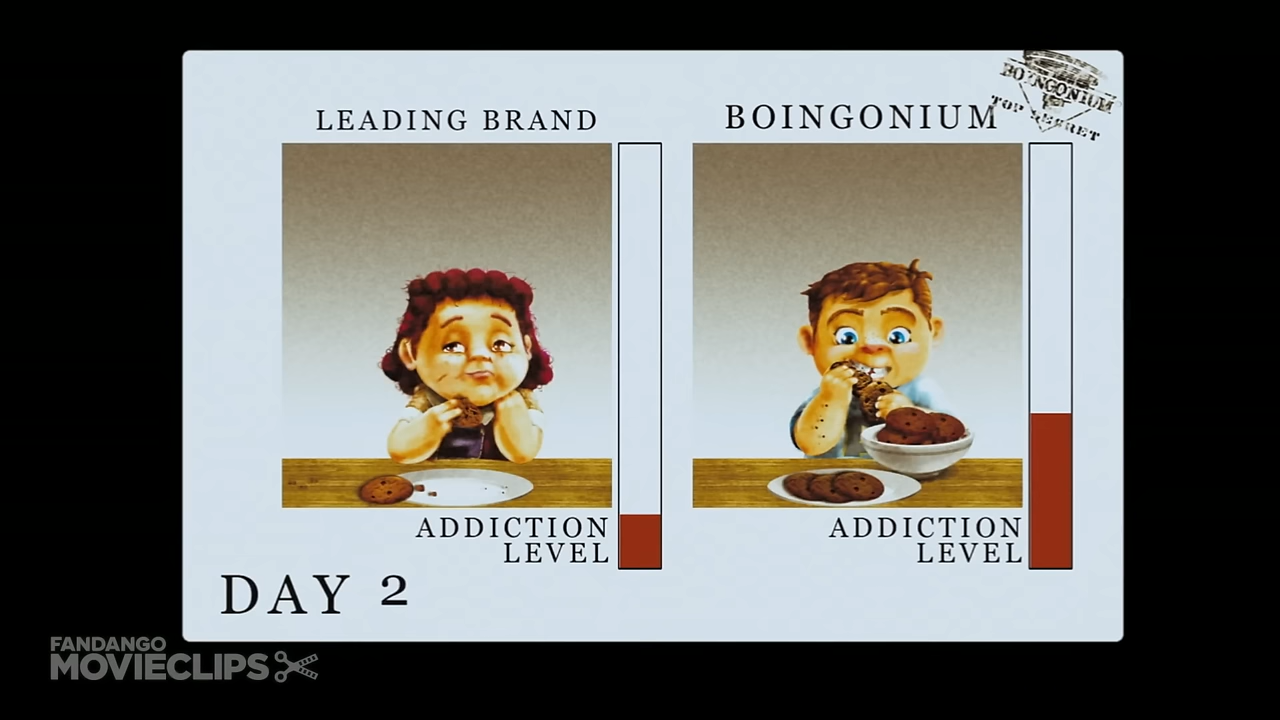 LEADING BRAND
BOINGONIUM
BOINGONIUM
TOP SECRET
ADDICTION
LEVEL
ADDICTION
LEVEL
DAY 2
FANDANGO
MOVIECLIPS